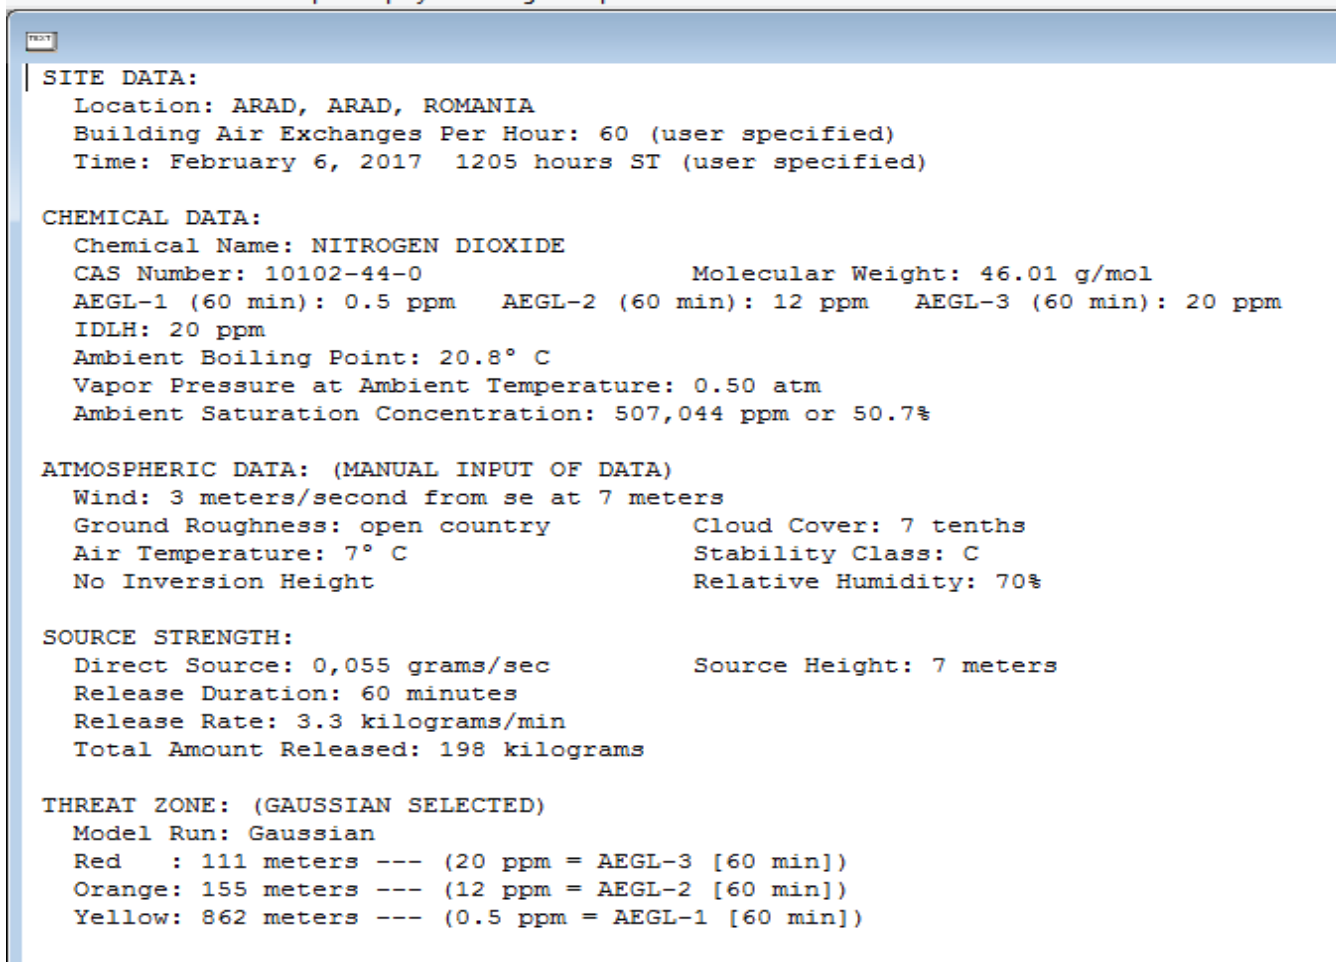 TEXT
SITE DATA:
Location: ARAD, ARAD, ROMANIA
Building Air Exchanges Per Hour: 60 (user specified)
Time: February 6, 2017 1205 hours ST (user specified)
CHEMICAL DATA:
Chemical Name: NITROGEN DIOXIDE
CAS Number: 10102-44-0 Molecular Weight: 46.01 g/mol
AEGL-1 (60 min): 0.5 ppm AEGL-2 (60 min): 12 ppm AEGL-3 (60 min): 20 ppm
IDLH: 20 ppm
Ambient Boiling Point: 20.8° C
Vapor Pressure at Ambient Temperature: 0.50 atm
Ambient Saturation Concentration: 507,044 ppm or 50.7%
ATMOSPHERIC DATA: (MANUAL INPUT OF DATA)
Wind: 3 meters/second from se at 7 meters
Ground Roughness: open country Cloud Cover: 7 tenths
Air Temperature: 7° C Stability Class: C
No Inversion Height Relative Humidity: 70%
SOURCE STRENGTH:
Direct Source: 0,055 grams/sec Source Height: 7 meters
Release Duration: 60 minutes
Release Rate: 3.3 kilograms/min
Total Amount Released: 198 kilograms
THREAT ZONE: (GAUSSIAN SELECTED)
Model Run: Gaussian
Red : 111 meters --- (20 ppm = AEGL-3 [60 min])
Orange: 155 meters --- (12 ppm = AEGL-2 [60 min])
Yellow: 862 meters --- (0.5 ppm = AEGL-1 [60 min])